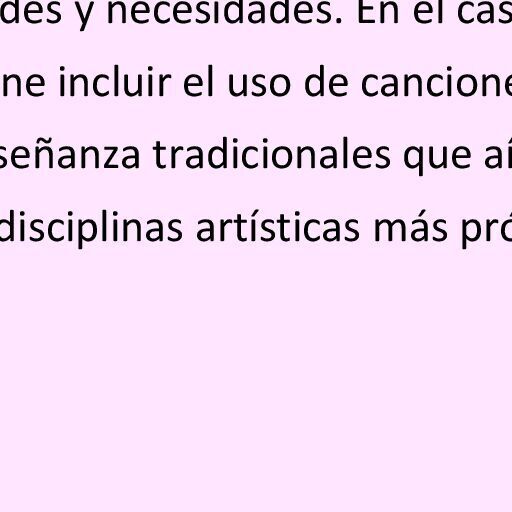 des y necesidades. En el cas
ne incluir el uso de cancione
señanza tradicionales que aí
disciplinas artísticas más pró